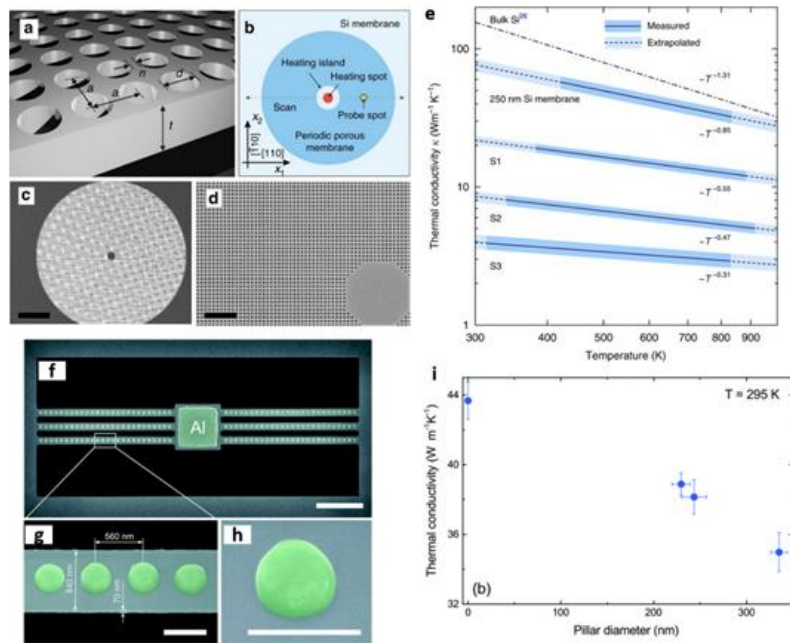 a
n
d
a
a
t
b
Si membrane
Heating island
Heating spot
Scan
Probe spot
x2
Periodic porous
membrane
[110]
[110]
x1
c
d
e
Bulk Si26
Measured
Extrapolated
~T−1.31
250 nm Si membrane
~T−0.85
S1
~T−0.55
S2
~T−0.47
S3
~T−0.31
100
10
1
Thermal conductivity κ (Wm−1 K−1)
300 400 500 600 700 800 900
Temperature (K)
f
Al
g
560 nm
840 nm
70 nm
h
i
T = 295 K
44
40
36
32
Thermal conductivity (W m−1K−1)
(b)
0 100 200 300
Pillar diameter (nm)